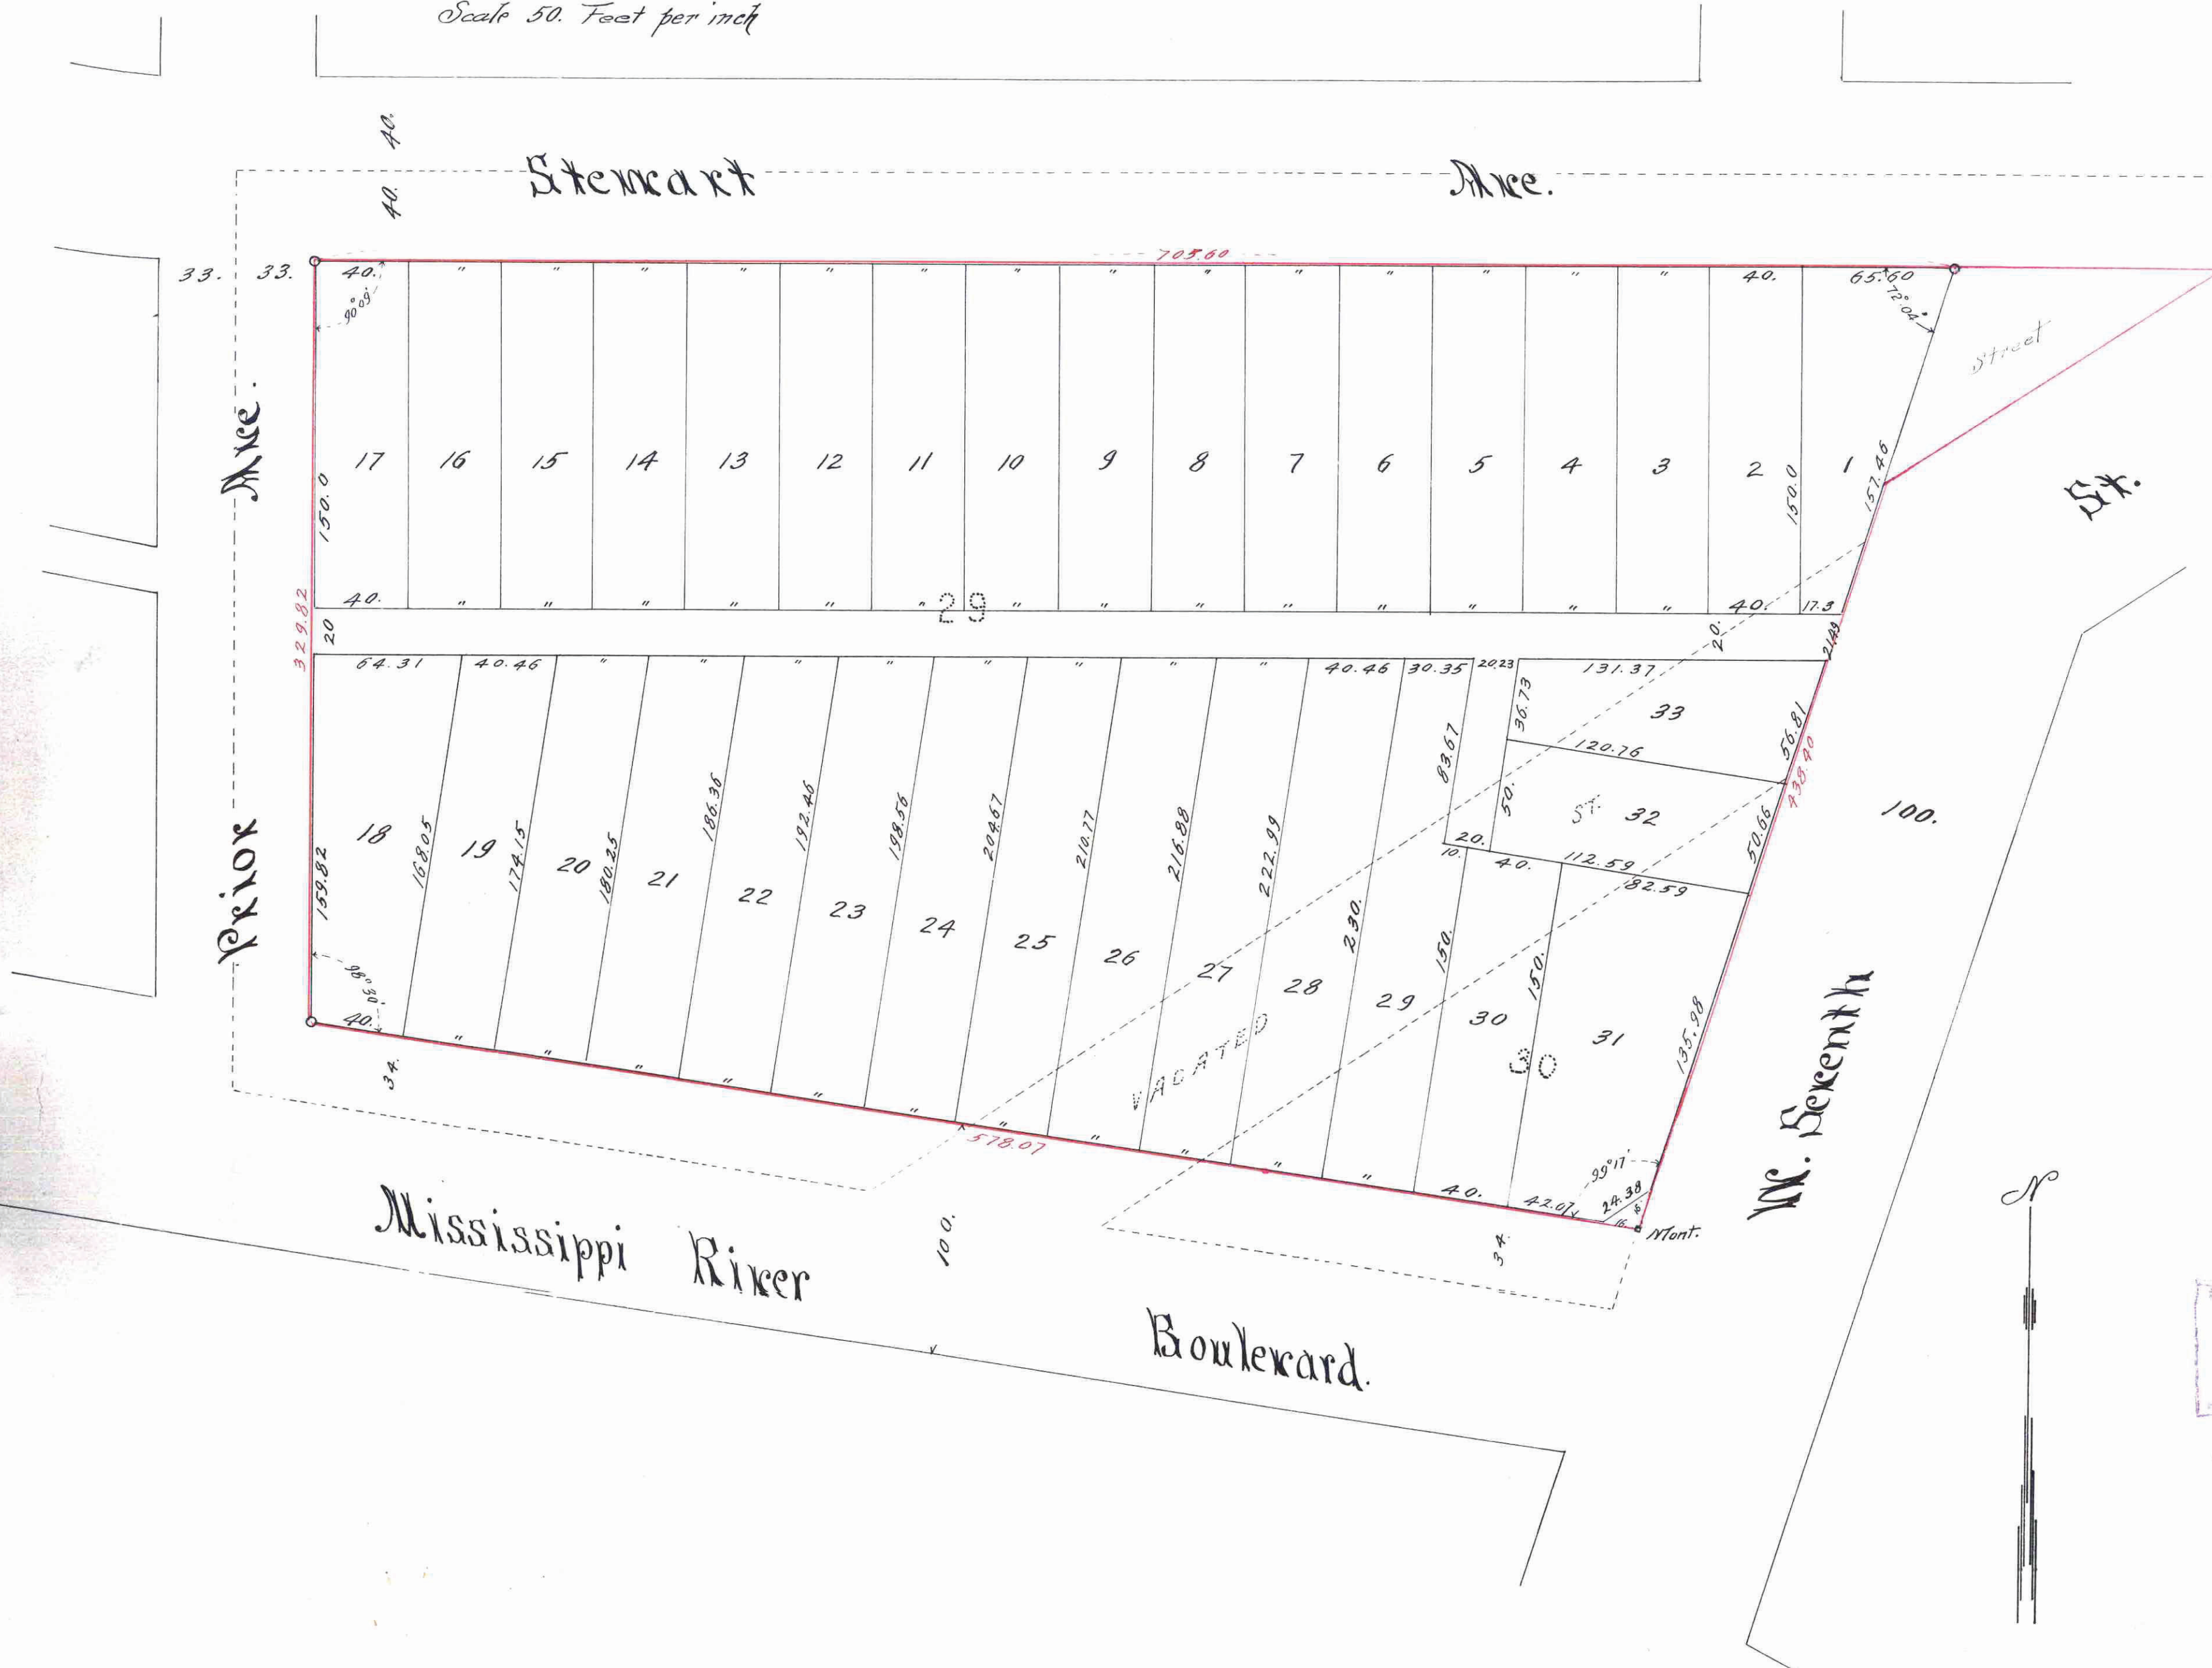 Scale 50. Feet per inch
40.
40.
Stewart Ave.
705.60
33. 33. 40. " " " " " " " " " " " " " " 40. 65.60
90°09' 72°04'
Street
St.
Ave.
17 16 15 14 13 12 11 10 9 8 7 6 5 4 3 2 1
150.0 150.0 157.46
40. " " " " " " " " " " " " " " 40. 17.3
29
329.82
20 20. 21.49
64.31 40.46 " " " " " " " " 40.46 30.35 20.23 131.37
36.73 33 56.81
83.67 120.76
438.40
50. St. 32 50.66
20. 112.59
10. 40. 82.59
100.
Prior
159.82 168.05 174.15 180.25 186.36 192.46 198.56 204.67 210.77 216.88 222.99 230. 150. 150. 135.98
18 19 20 21 22 23 24 25 26 27 28 29 30 31
30
VACATED
98°30'
40. " " " " " " " " " " " 40. 42.07
99°17'
24.38
16. 16.
Mont.
34. 578.07
34.
100.
W. Seventh
N
Mississippi River
Boulevard.